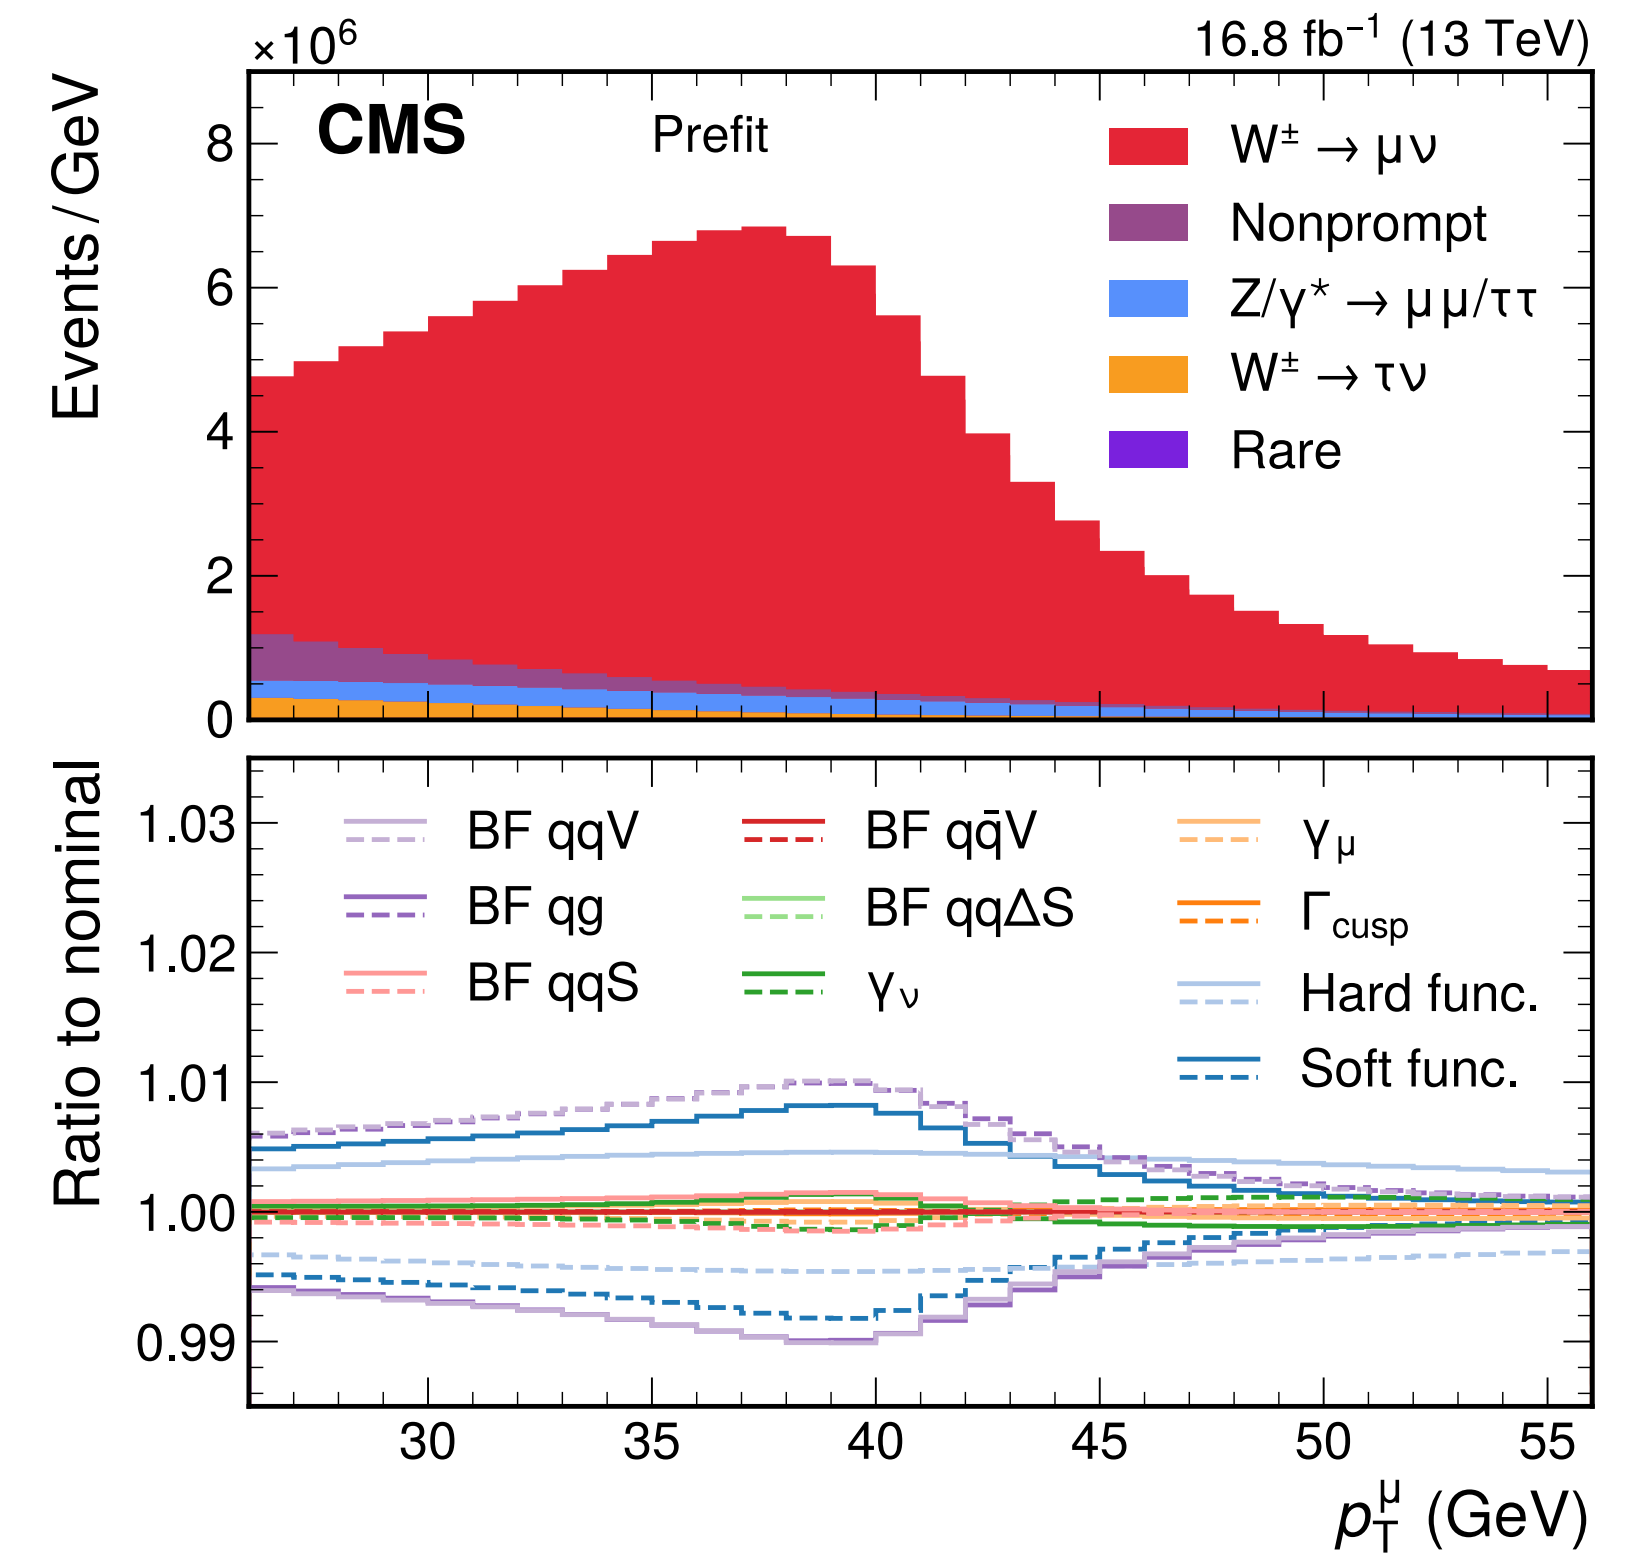 ×10⁶
16.8 fb⁻¹ (13 TeV)
CMS
Prefit
Events / GeV
8
6
4
2
0
W± → μν
Nonprompt
Z/γ* → μμ/ττ
W± → τν
Rare
Ratio to nominal
1.03
1.02
1.01
1.00
0.99
BF qqV
BF qg
BF qqS
BF qq̄V
BF qqΔS
γ_ν
γ_μ
Γ_cusp
Hard func.
Soft func.
30 35 40 45 50 55
p_T^μ (GeV)